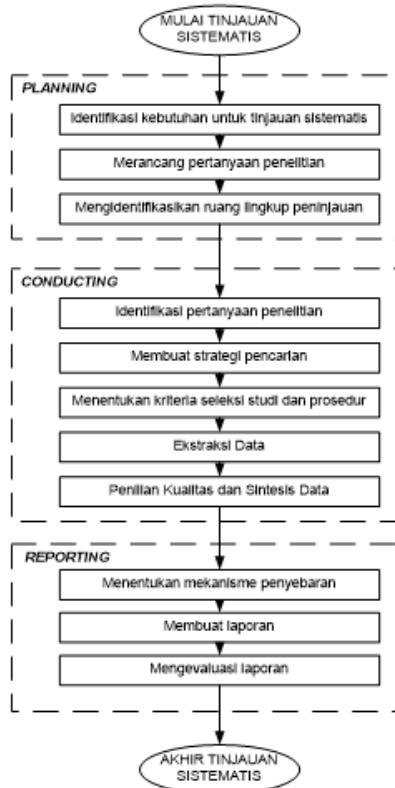 MULAI TINJAUAN
SISTEMATIS
PLANNING
Identifikasi kebutuhan untuk tinjauan sistematis
Merancang pertanyaan penelitian
Mengidentifikasikan ruang lingkup peninjauan
CONDUCTING
Identifikasi pertanyaan penelitian
Membuat strategi pencarian
Menentukan kriteria seleksi studi dan prosedur
Ekstraksi Data
Penilian Kualitas dan Sintesis Data
REPORTING
Menentukan mekanisme penyebaran
Membuat laporan
Mengevaluasi laporan
AKHIR TINJAUAN
SISTEMATIS